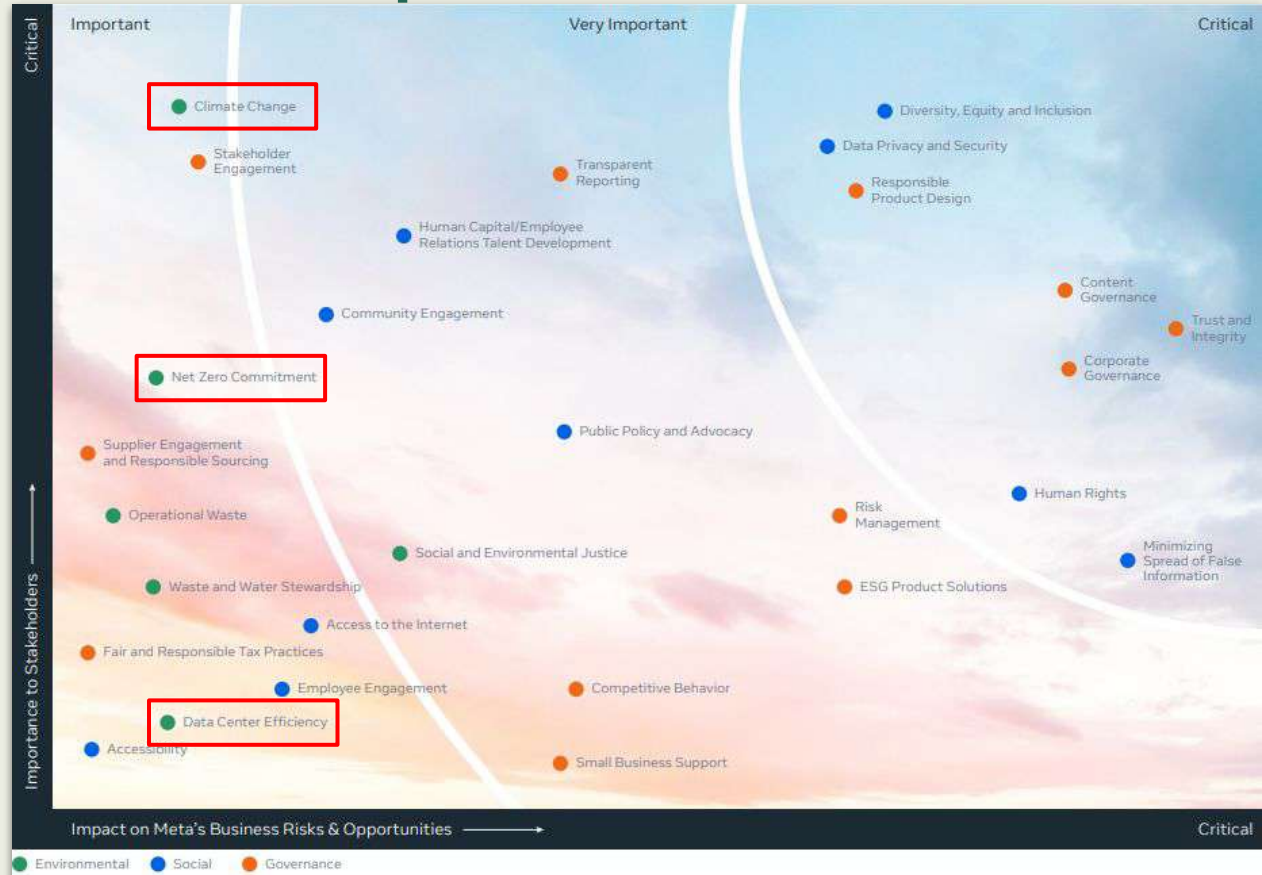 Important
Very Important
Critical
Critical
Climate Change
Diversity, Equity and Inclusion
Data Privacy and Security
Stakeholder
Engagement
Transparent
Reporting
Responsible
Product Design
Human Capital/Employee
Relations Talent Development
Content
Governance
Community Engagement
Trust and
Integrity
Corporate
Governance
Net Zero Commitment
Public Policy and Advocacy
Supplier Engagement
and Responsible Sourcing
Human Rights
Operational Waste
Risk
Management
Social and Environmental Justice
Minimizing
Spread of False
Information
Waste and Water Stewardship
ESG Product Solutions
Access to the Internet
Fair and Responsible Tax Practices
Employee Engagement
Competitive Behavior
Data Center Efficiency
Accessibility
Small Business Support
Importance to Stakeholders
Impact on Meta's Business Risks & Opportunities
Critical
Environmental
Social
Governance